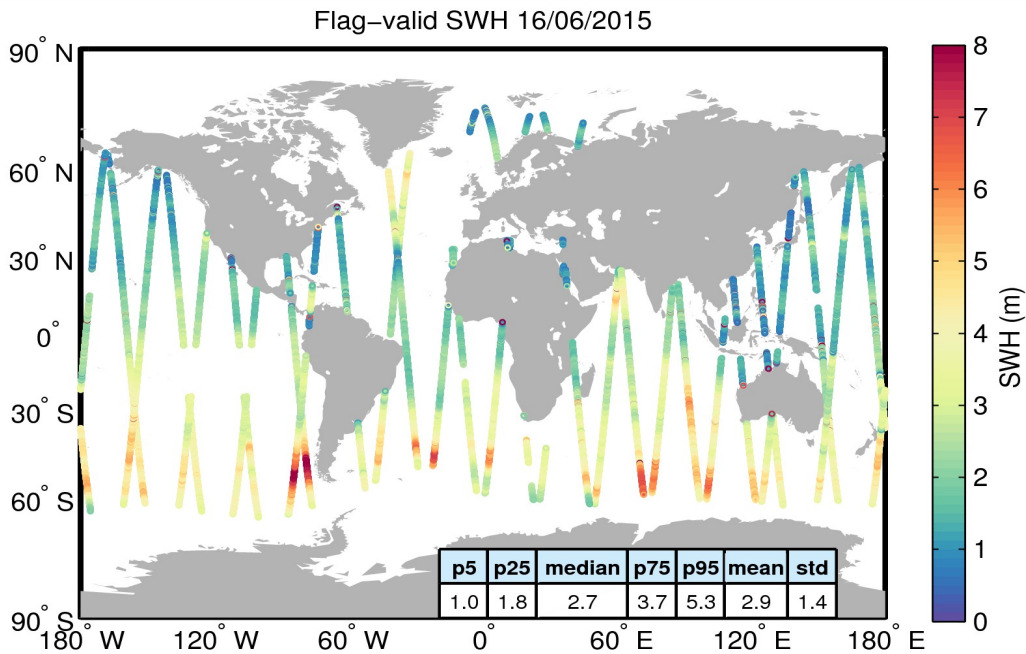 Flag−valid SWH 16/06/2015
90° N
60° N
30° N
0°
30° S
60° S
90° S
180° W
120° W
60° W
0°
60° E
120° E
180° E
p5 p25 median p75 p95 mean std
1.0 1.8 2.7 3.7 5.3 2.9 1.4
8
7
6
5
4
3
2
1
0
SWH (m)